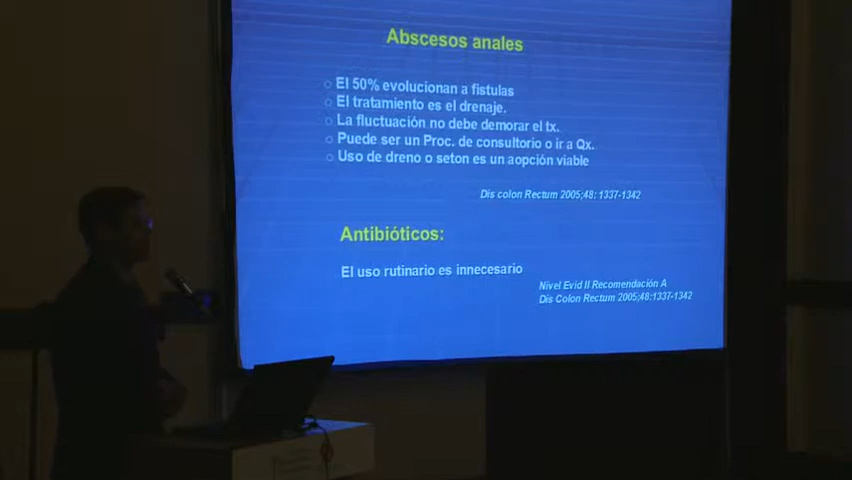 Abscesos anales
El 50% evolucionan a fistulas
El tratamiento es el drenaje.
La fluctuación no debe demorar el tx.
Puede ser un Proc. de consultorio o ir a Qx.
Uso de dreno o seton es un aopción viable
Dis colon Rectum 2005;48: 1337-1342
Antibióticos:
El uso rutinario es innecesario
Nivel Evid II Recomendación A
Dis Colon Rectum 2005;48:1337-1342